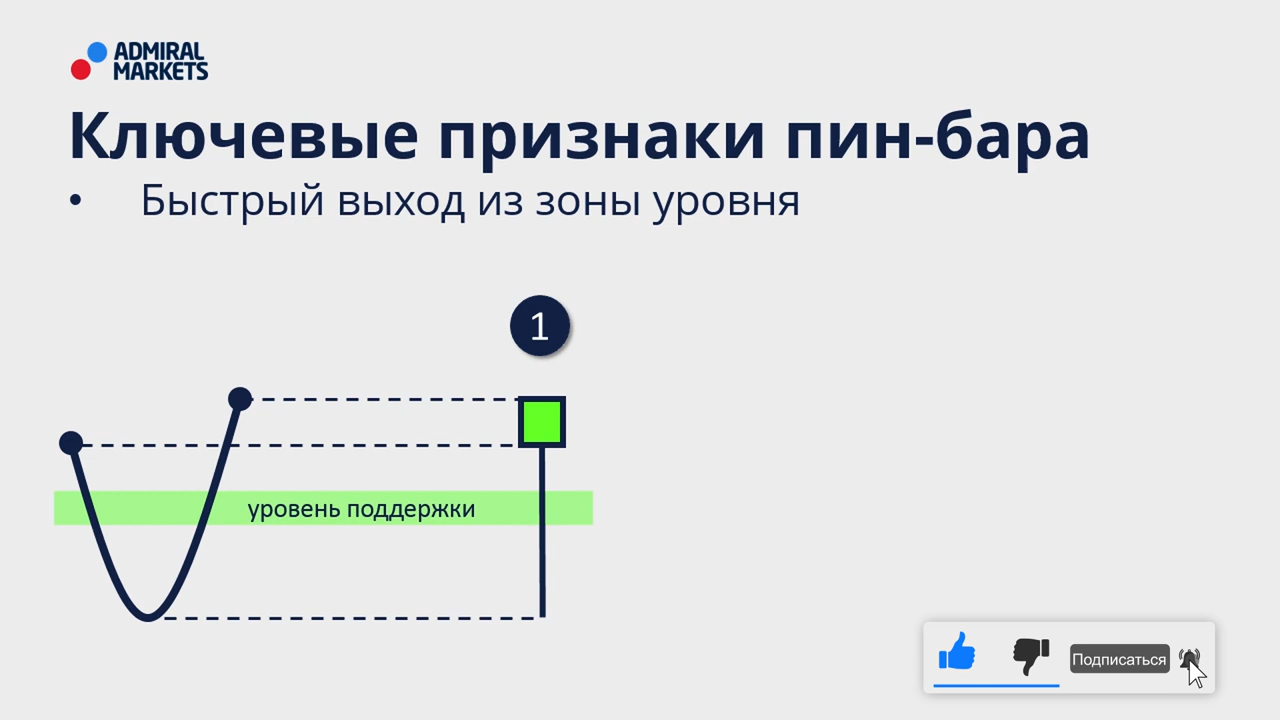 ADMIRAL
MARKETS
Ключевые признаки пин-бара
• Быстрый выход из зоны уровня
1
уровень поддержки
Подписаться